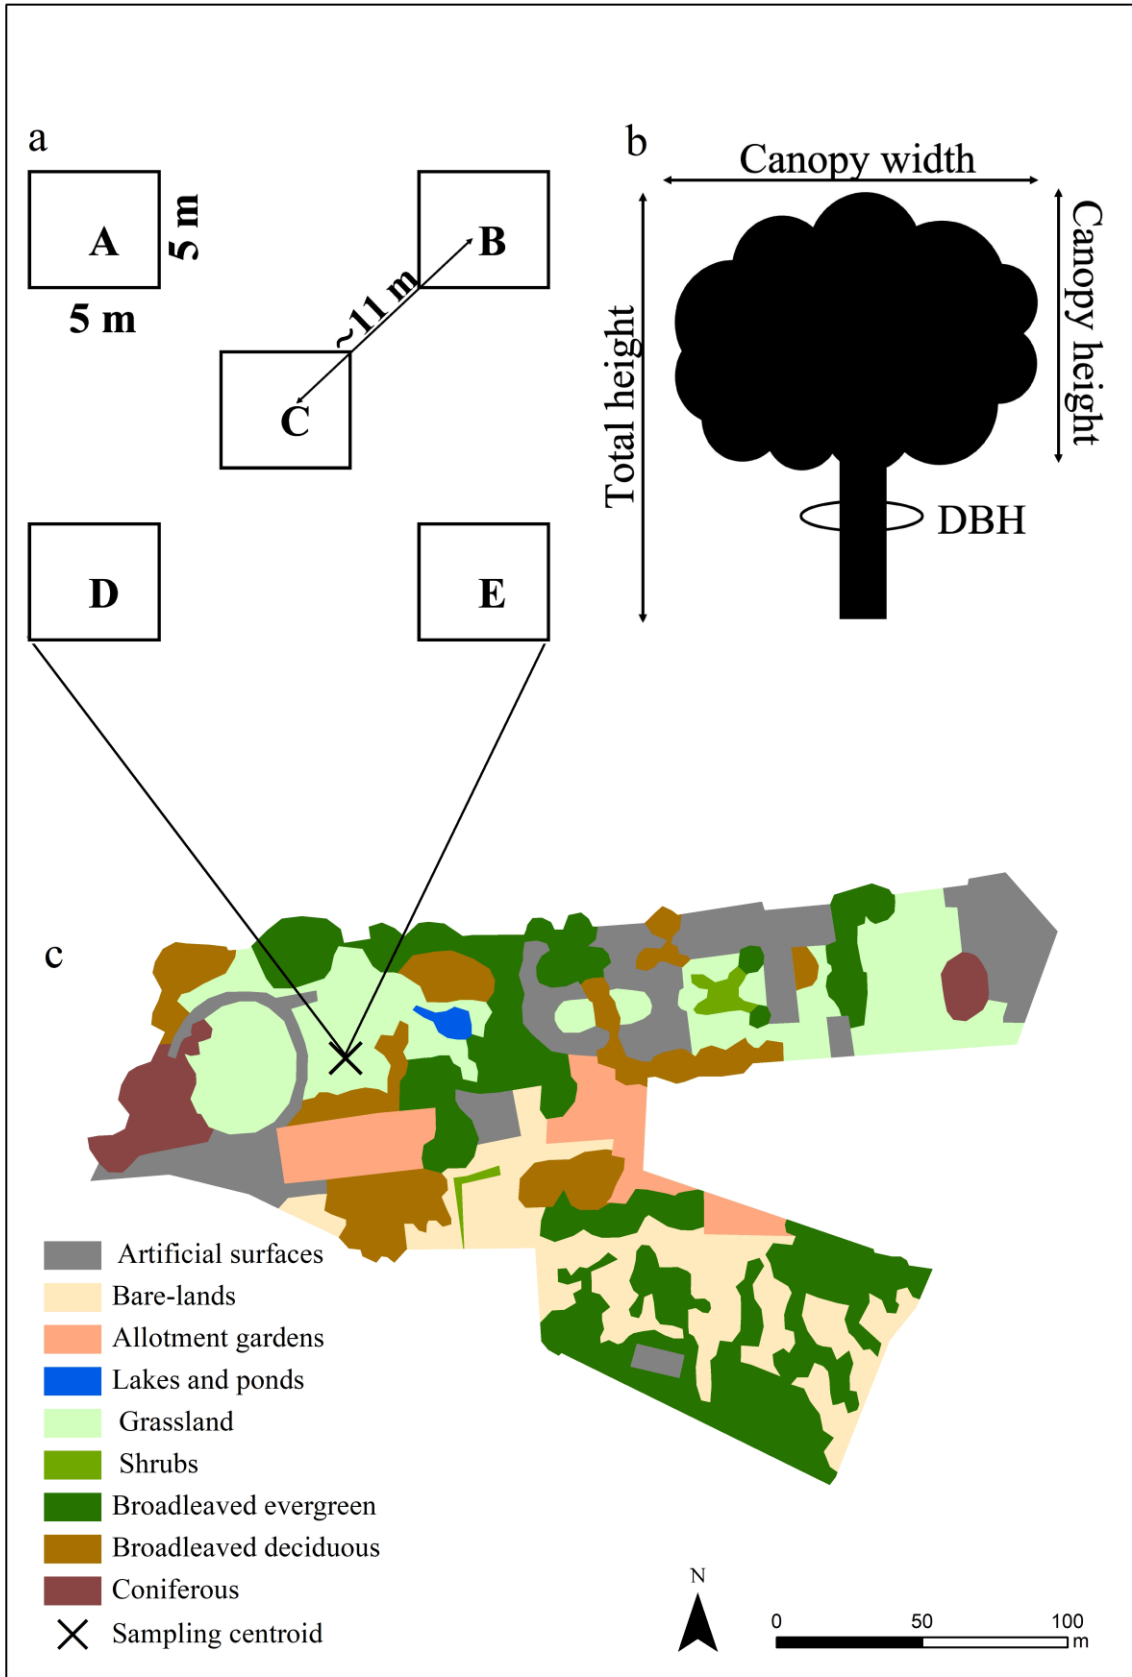 a
A
5 m
5 m
B
~11 m
C
D
E
b
Canopy width
Total height
Canopy height
DBH
c
Artificial surfaces
Bare-lands
Allotment gardens
Lakes and ponds
Grassland
Shrubs
Broadleaved evergreen
Broadleaved deciduous
Coniferous
Sampling centroid
N
0 50 100
m